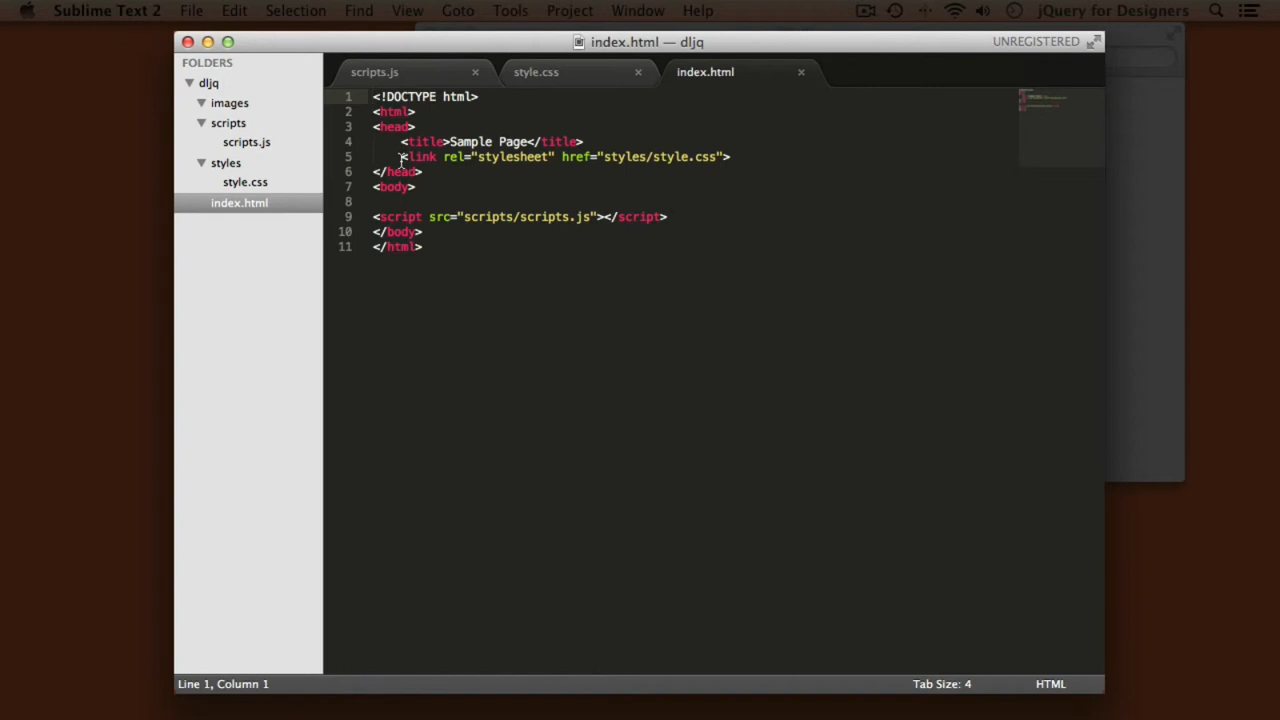 Sublime Text 2 File Edit Selection Find View Goto Tools Project Window Help jQuery for Designers
index.html — dljq UNREGISTERED
FOLDERS
dljq
images
scripts
scripts.js
styles
style.css
index.html
scripts.js × style.css × index.html ×
1 <!DOCTYPE html>
2 <html>
3 <head>
4 <title>Sample Page</title>
5 <link rel="stylesheet" href="styles/style.css">
6 </head>
7 <body>
8
9 <script src="scripts/scripts.js"></script>
10 </body>
11 </html>
Line 1, Column 1 Tab Size: 4 HTML